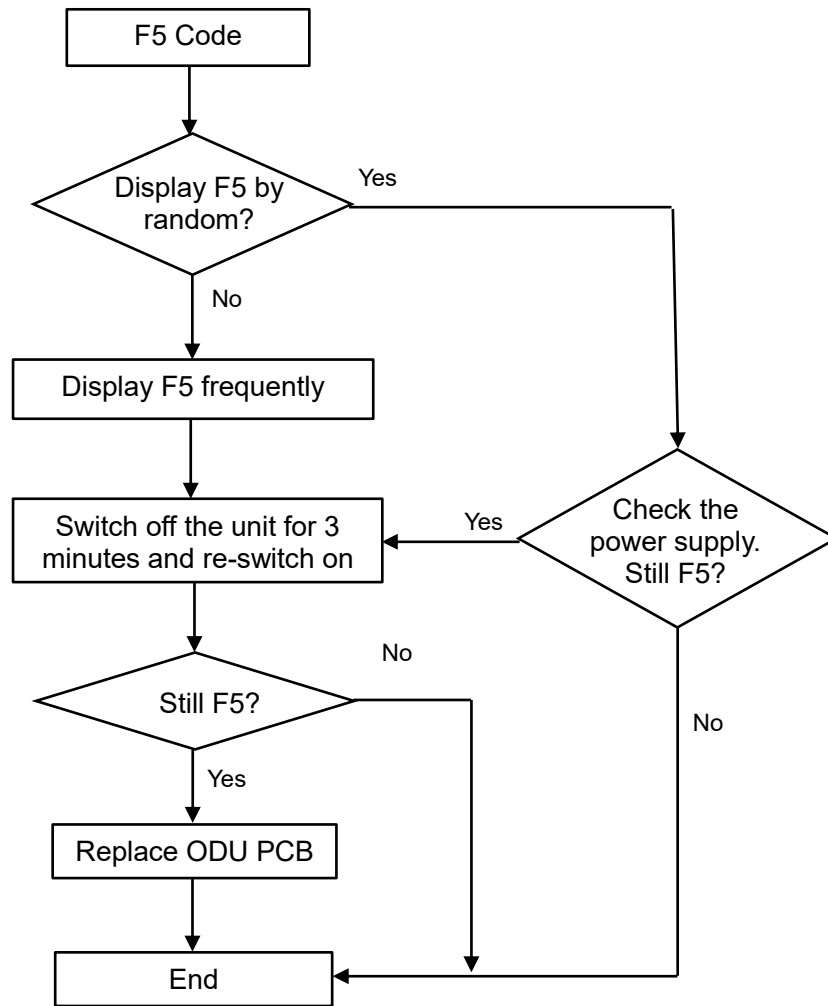 F5 Code
Display F5 by
random?
Yes
No
Display F5 frequently
Switch off the unit for 3
minutes and re-switch on
Yes
Check the
power supply.
Still F5?
No
Still F5?
No
Yes
Replace ODU PCB
End